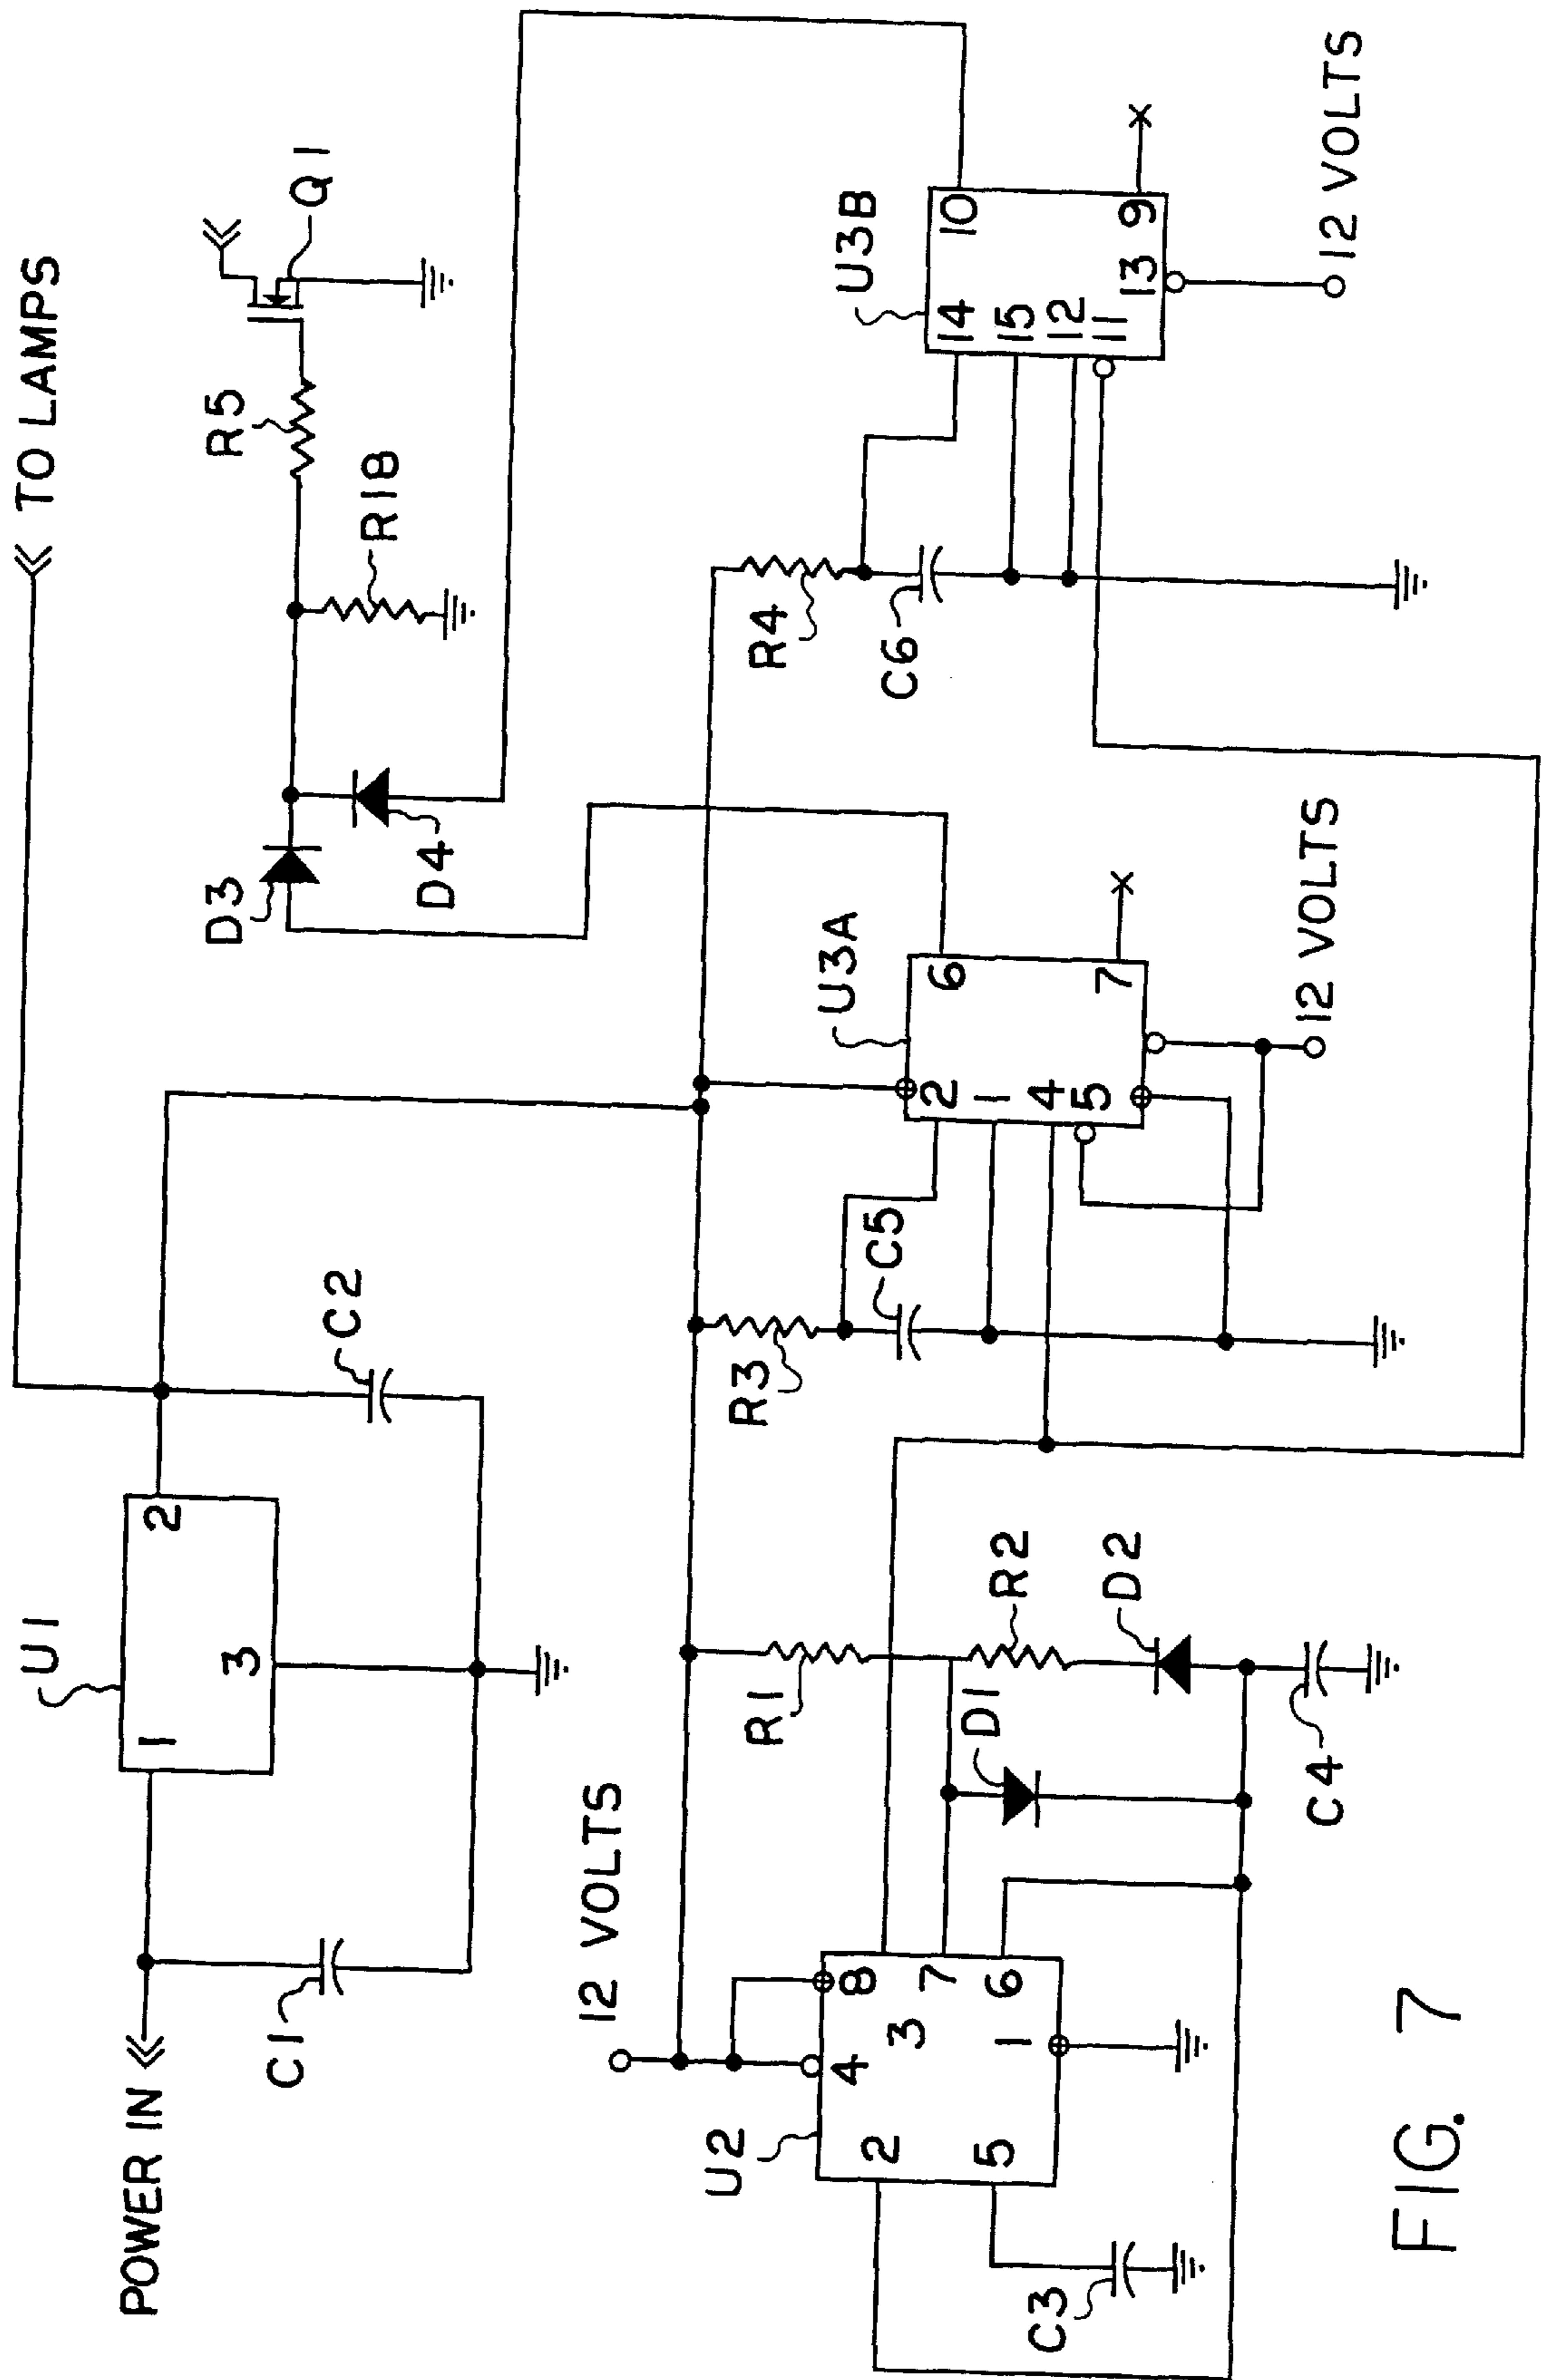 TO LAMPS
U1
1
2
3
POWER IN
C1
C2
Q1
R5
R18
D3
D4
12 VOLTS
U2
4
8
3
7
2
6
5
1
C3
R1
R2
D1
D2
C4
R3
C5
U3A
2
6
1
4
5
7
12 VOLTS
R4
C6
U3B
14
10
15
12
11
13
9
12 VOLTS
FIG. 7